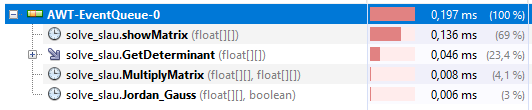 AWT-EventQueue-0 0,197 ms (100 %)
solve_slau.showMatrix (float[][]) 0,136 ms (69 %)
solve_slau.GetDeterminant (float[][]) 0,046 ms (23,4 %)
solve_slau.MultiplyMatrix (float[][], float[][]) 0,008 ms (4,1 %)
solve_slau.Jordan_Gauss (float[][], boolean) 0,006 ms (3 %)